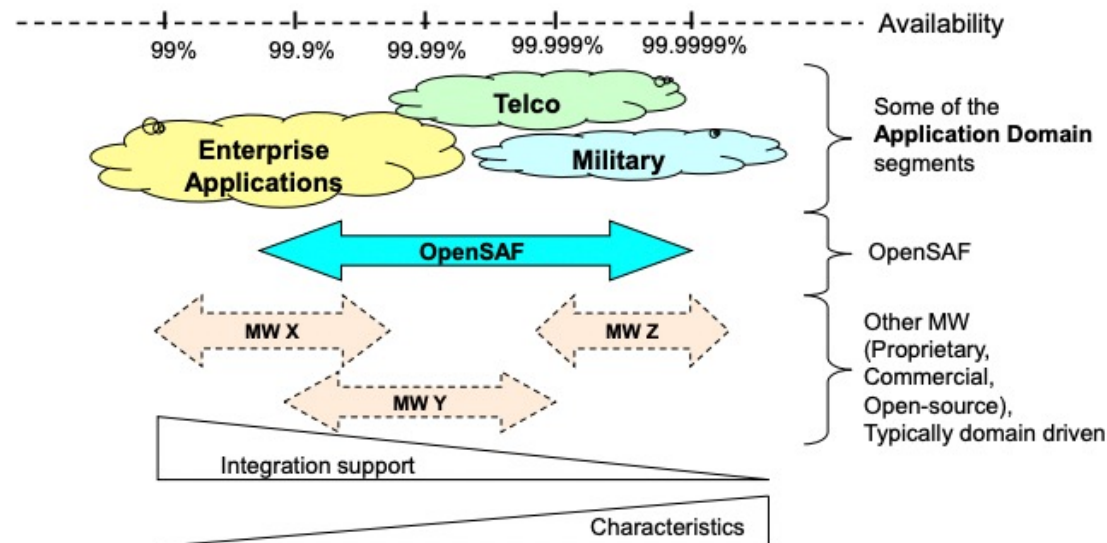 Availability
99%
99.9%
99.99%
99.999%
99.9999%
Telco
Enterprise
Applications
Military
Some of the
Application Domain
segments
OpenSAF
OpenSAF
MW X
MW Z
MW Y
Other MW
(Proprietary,
Commercial,
Open-source),
Typically domain driven
Integration support
Characteristics